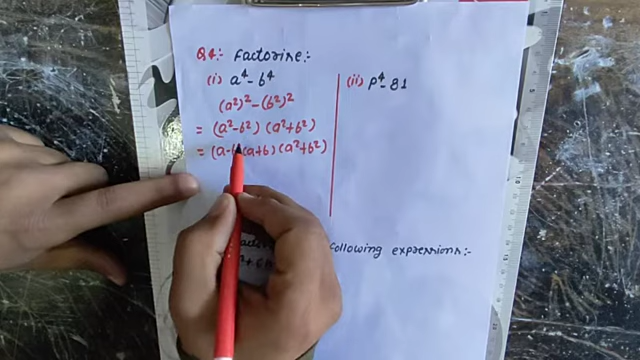 Q4:- Factorise:-
(i) a⁴-b⁴
(a²)²-(b²)²
= (a²-b²) (a²+b²)
= (a- (a+b) (a²+b²)
(ii) P⁴-81
Factor following expressions:-